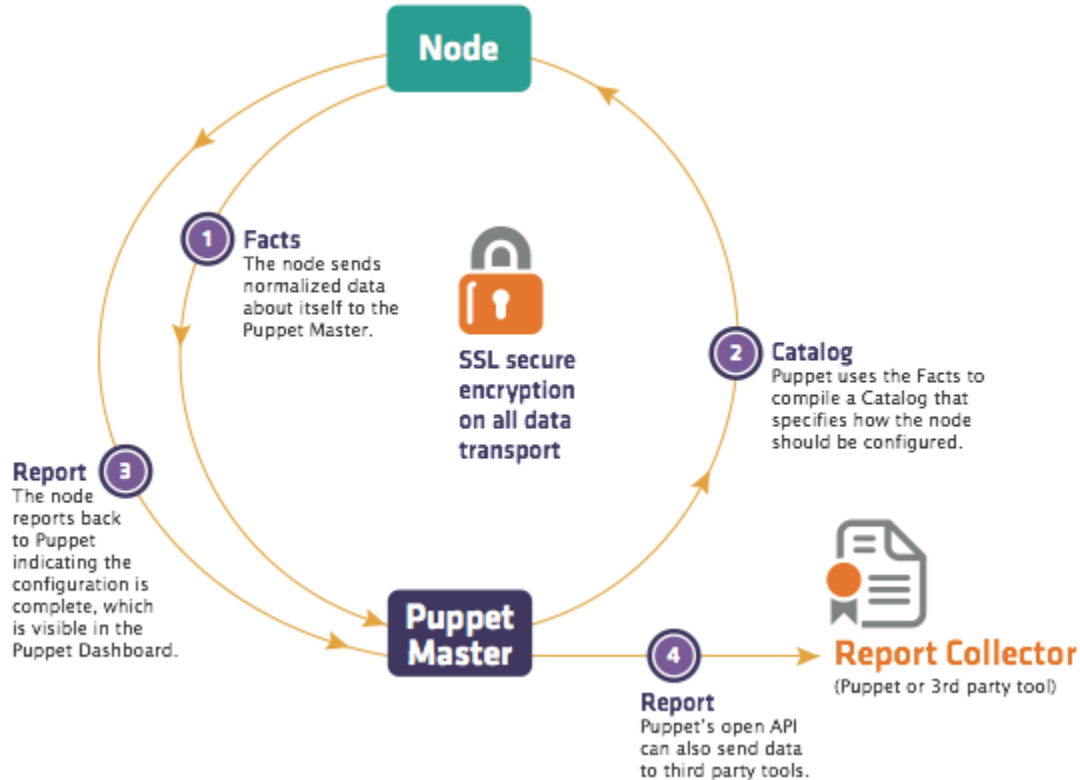 Node
1
Facts
The node sends
normalized data
about itself to the
Puppet Master.
SSL secure
encryption
on all data
transport
2
Catalog
Puppet uses the Facts to
compile a Catalog that
specifies how the node
should be configured.
3
Report
The node
reports back
to Puppet
indicating the
configuration is
complete, which
is visible in the
Puppet Dashboard.
Puppet
Master
4
Report
Puppet's open API
can also send data
to third party tools.
Report Collector
(Puppet or 3rd party tool)